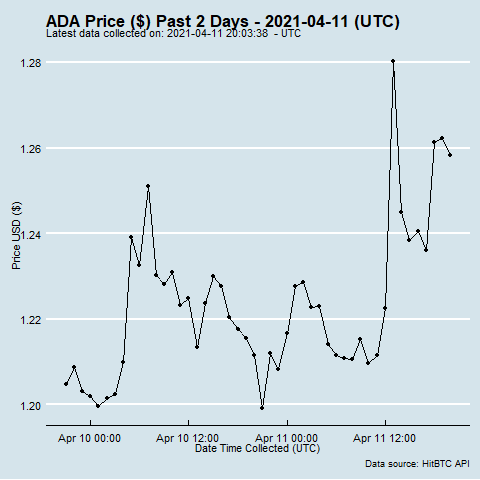 ADA Price ($) Past 2 Days - 2021-04-11 (UTC)
Latest data collected on: 2021-04-11 20:03:38 - UTC
1.28
1.26
1.24
1.22
1.20
Price USD ($)
Apr 10 00:00 Apr 10 12:00 Apr 11 00:00 Apr 11 12:00
Date Time Collected (UTC)
Data source: HitBTC API